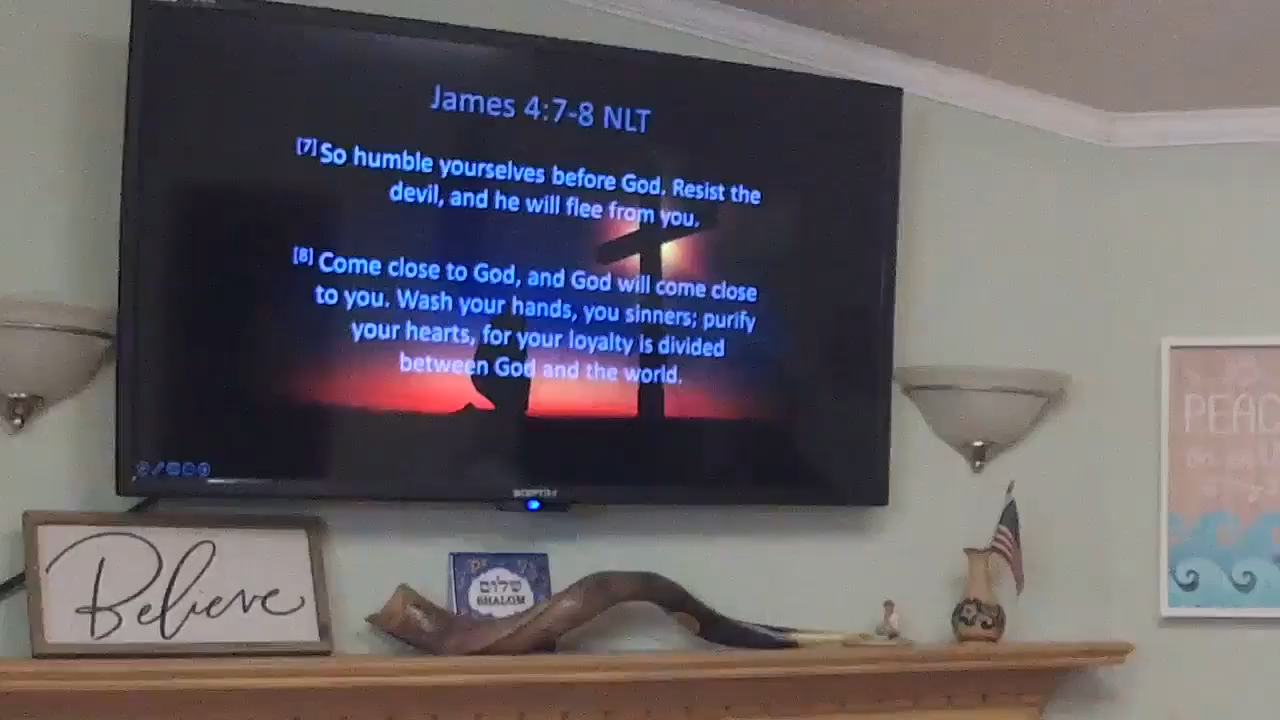 James 4:7-8 NLT
[7] So humble yourselves before God. Resist the
devil, and he will flee from you.
[8] Come close to God, and God will come close
to you. Wash your hands, you sinners; purify
your hearts, for your loyalty is divided
between God and the world.
SCEPTRE
Believe
שלום
SHALOM
PEAC